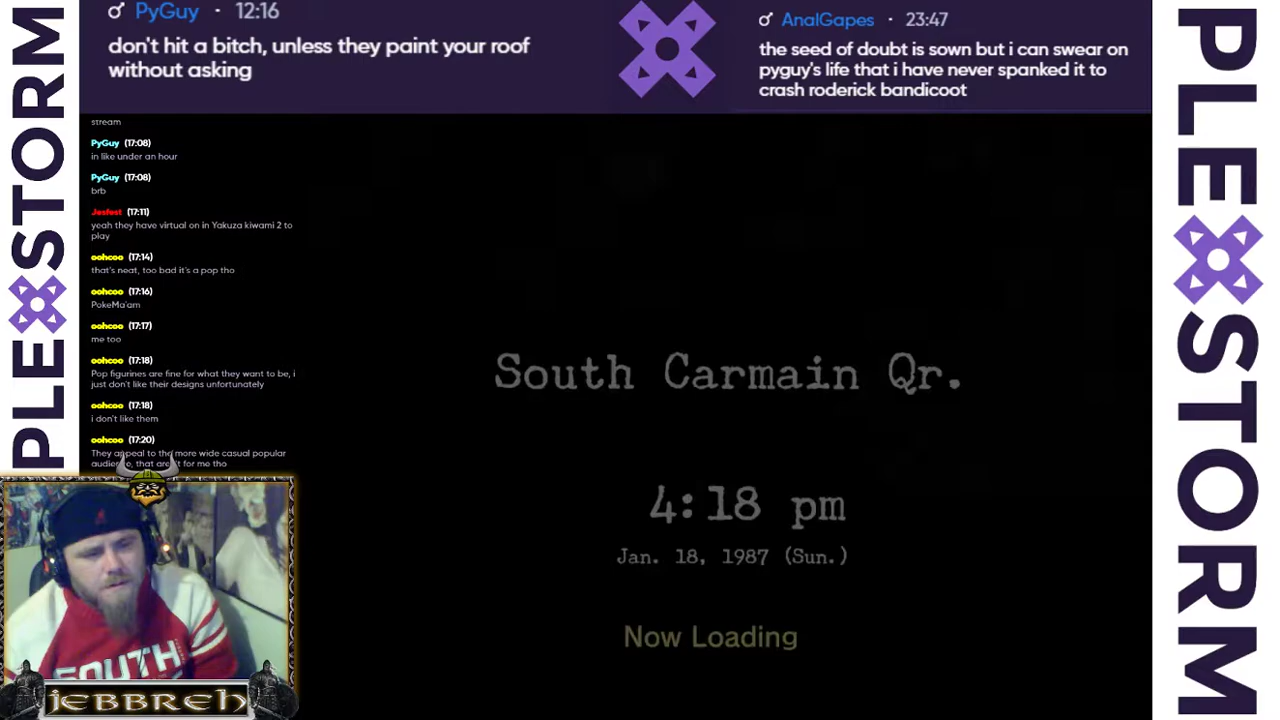 PLEXSTORM
♂ PyGuy · 12:16
don't hit a bitch, unless they paint your roof
without asking
♂ AnalGapes · 23:47
the seed of doubt is sown but i can swear on
pyguy's life that i have never spanked it to
crash roderick bandicoot
PLEXSTORM
stream
PyGuy (17:08)
in like under an hour
PyGuy (17:08)
brb
Jesfest (17:11)
yeah they have virtual on in Yakuza kiwami 2 to
play
oohcoo (17:14)
that's neat, too bad it's a pop tho
oohcoo (17:16)
PokeMa'am
oohcoo (17:17)
me too
oohcoo (17:18)
Pop figurines are fine for what they want to be, i
just don't like their designs unfortunately
oohcoo (17:18)
i don't like them
oohcoo (17:20)
They appeal to the more wide casual popular
audience, that aren't for me tho
South Carmain Qr.
4:18 pm
Jan. 18, 1987 (Sun.)
Now Loading
SOUTH
JEBBREH